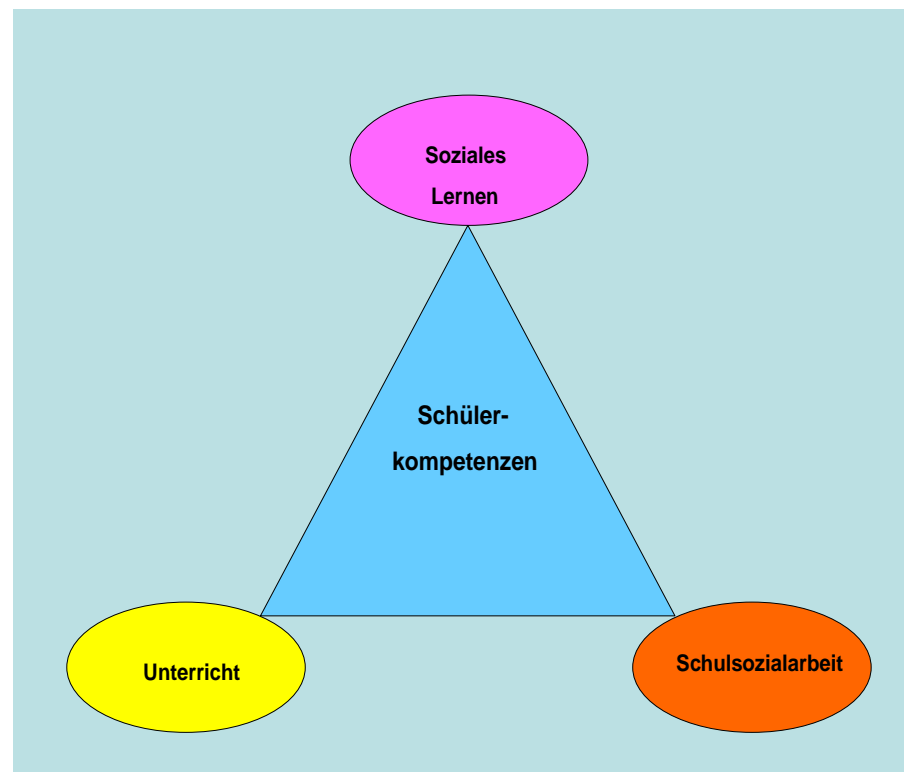 Soziales
Lernen
Schüler-
kompetenzen
Unterricht
Schulsozialarbeit